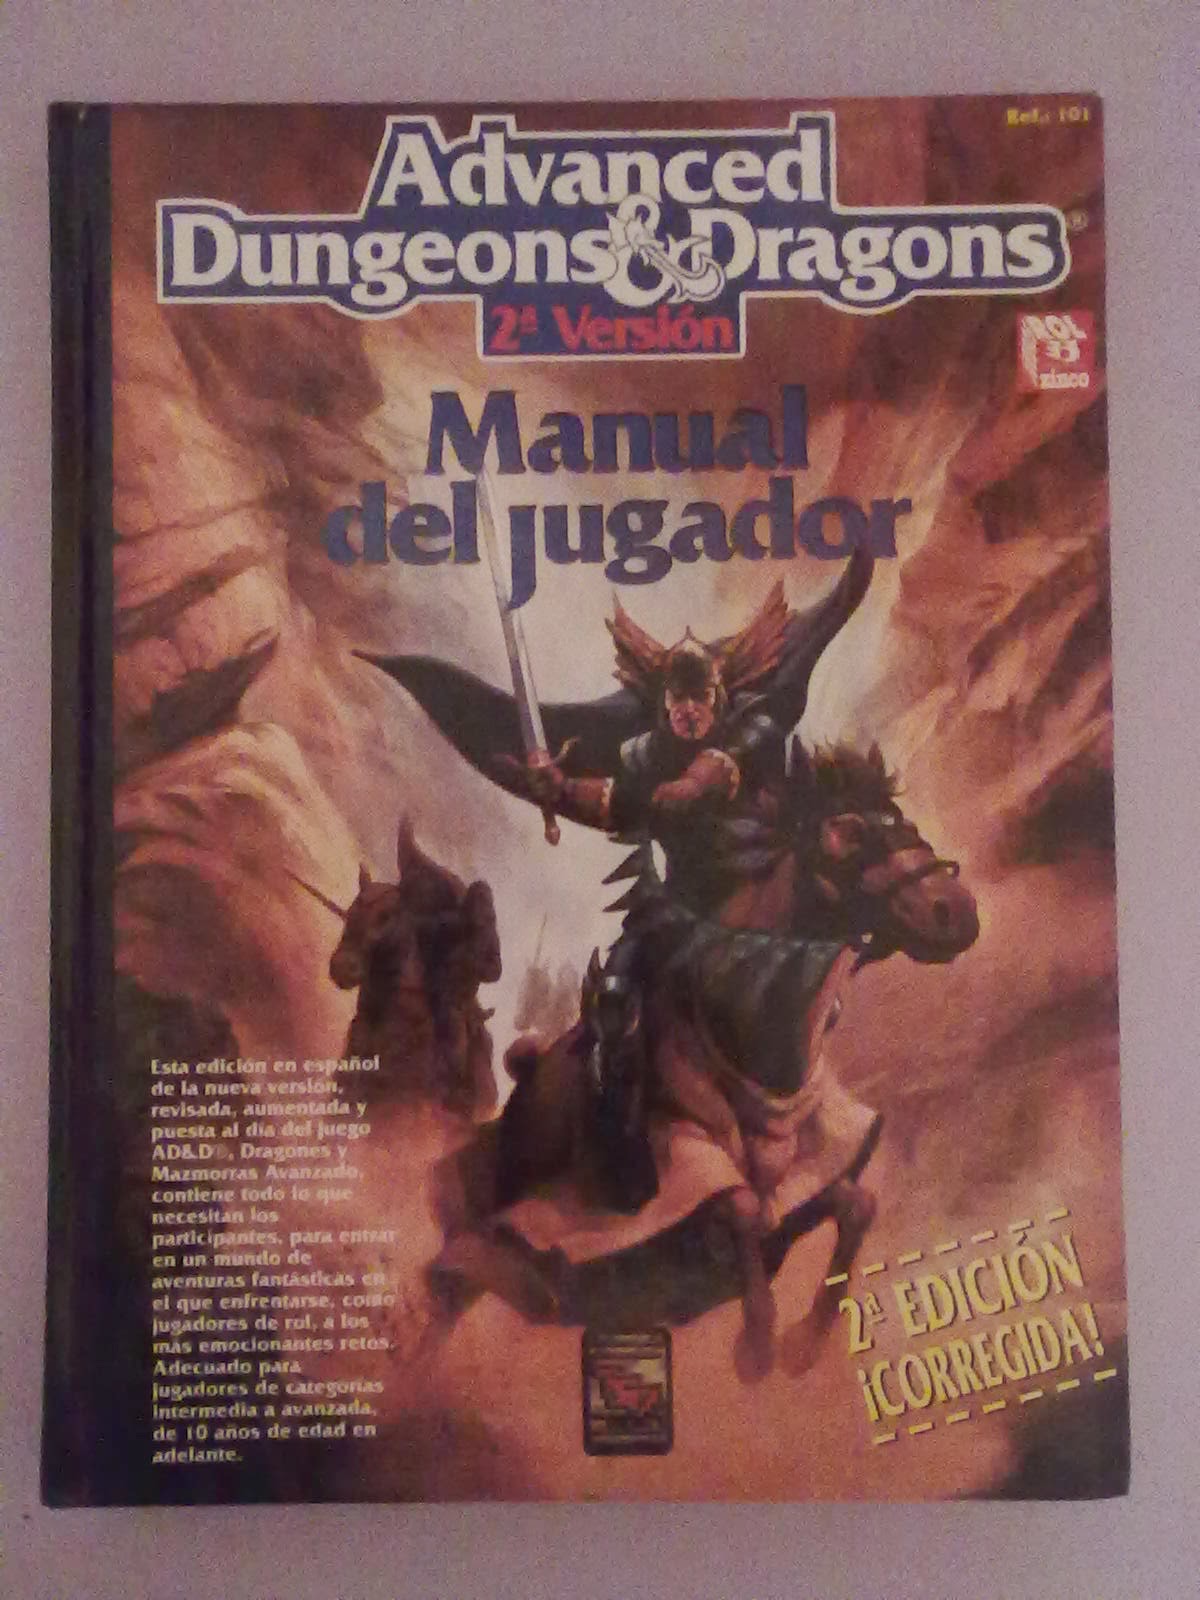 Ref.: 101
Advanced
Dungeons & Dragons®
2ª Versión
ROL
zinco
Manual
del jugador
Esta edición en español
de la nueva versión,
revisada, aumentada y
puesta al día del juego
AD&D®, Dragones y
Mazmorras Avanzado,
contiene todo lo que
necesitan los
participantes, para entrar
en un mundo de
aventuras fantásticas en
el que enfrentarse, como
jugadores de rol, a los
más emocionantes retos.
Adecuado para
jugadores de categorías
intermedia a avanzada,
de 10 años de edad en
adelante.
2ª EDICIÓN
¡CORREGIDA!